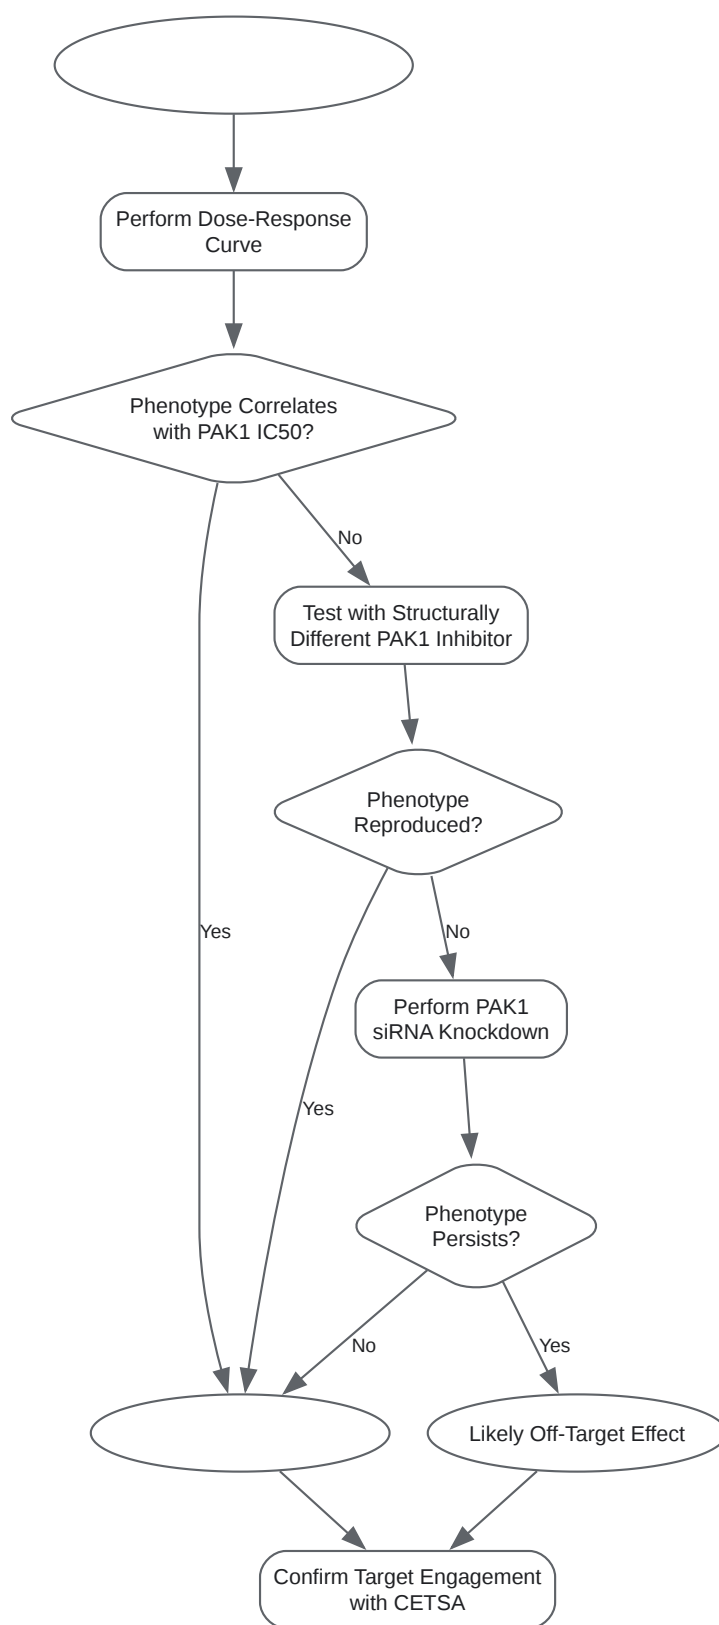 Perform Dose-Response
Curve
Phenotype Correlates
with PAK1 IC50?
No
Test with Structurally
Different PAK1 Inhibitor
Phenotype
Reproduced?
Yes
No
Perform PAK1
siRNA Knockdown
Yes
Phenotype
Persists?
No
Yes
Likely Off-Target Effect
Confirm Target Engagement
with CETSA